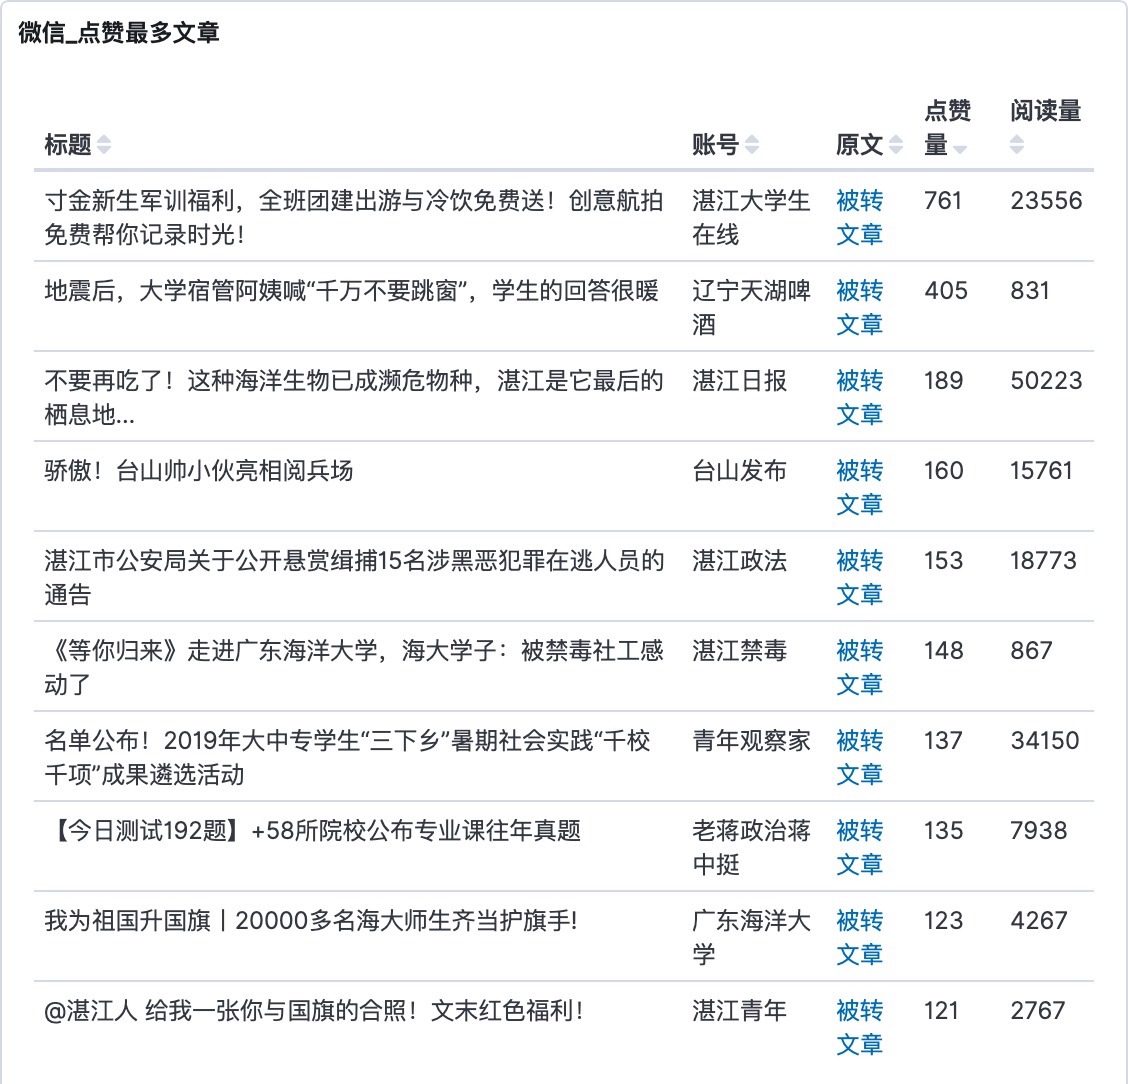 微信_点赞最多文章
标题 账号 原文 点赞量 阅读量
寸金新生军训福利，全班团建出游与冷饮免费送！创意航拍 湛江大学生 被转 761 23556
免费帮你记录时光！ 在线 文章
地震后，大学宿管阿姨喊“千万不要跳窗”，学生的回答很暖 辽宁天湖啤 被转 405 831
酒 文章
不要再吃了！这种海洋生物已成濒危物种，湛江是它最后的 湛江日报 被转 189 50223
栖息地... 文章
骄傲！台山帅小伙亮相阅兵场 台山发布 被转 160 15761
文章
湛江市公安局关于公开悬赏缉捕15名涉黑恶犯罪在逃人员的 湛江政法 被转 153 18773
通告 文章
《等你归来》走进广东海洋大学，海大学子：被禁毒社工感 湛江禁毒 被转 148 867
动了 文章
名单公布！2019年大中专学生“三下乡”暑期社会实践“千校 青年观察家 被转 137 34150
千项”成果遴选活动 文章
【今日测试192题】+58所院校公布专业课往年真题 老蒋政治蒋 被转 135 7938
中挺 文章
我为祖国升国旗丨20000多名海大师生齐当护旗手! 广东海洋大 被转 123 4267
学 文章
@湛江人 给我一张你与国旗的合照！文末红色福利！ 湛江青年 被转 121 2767
文章